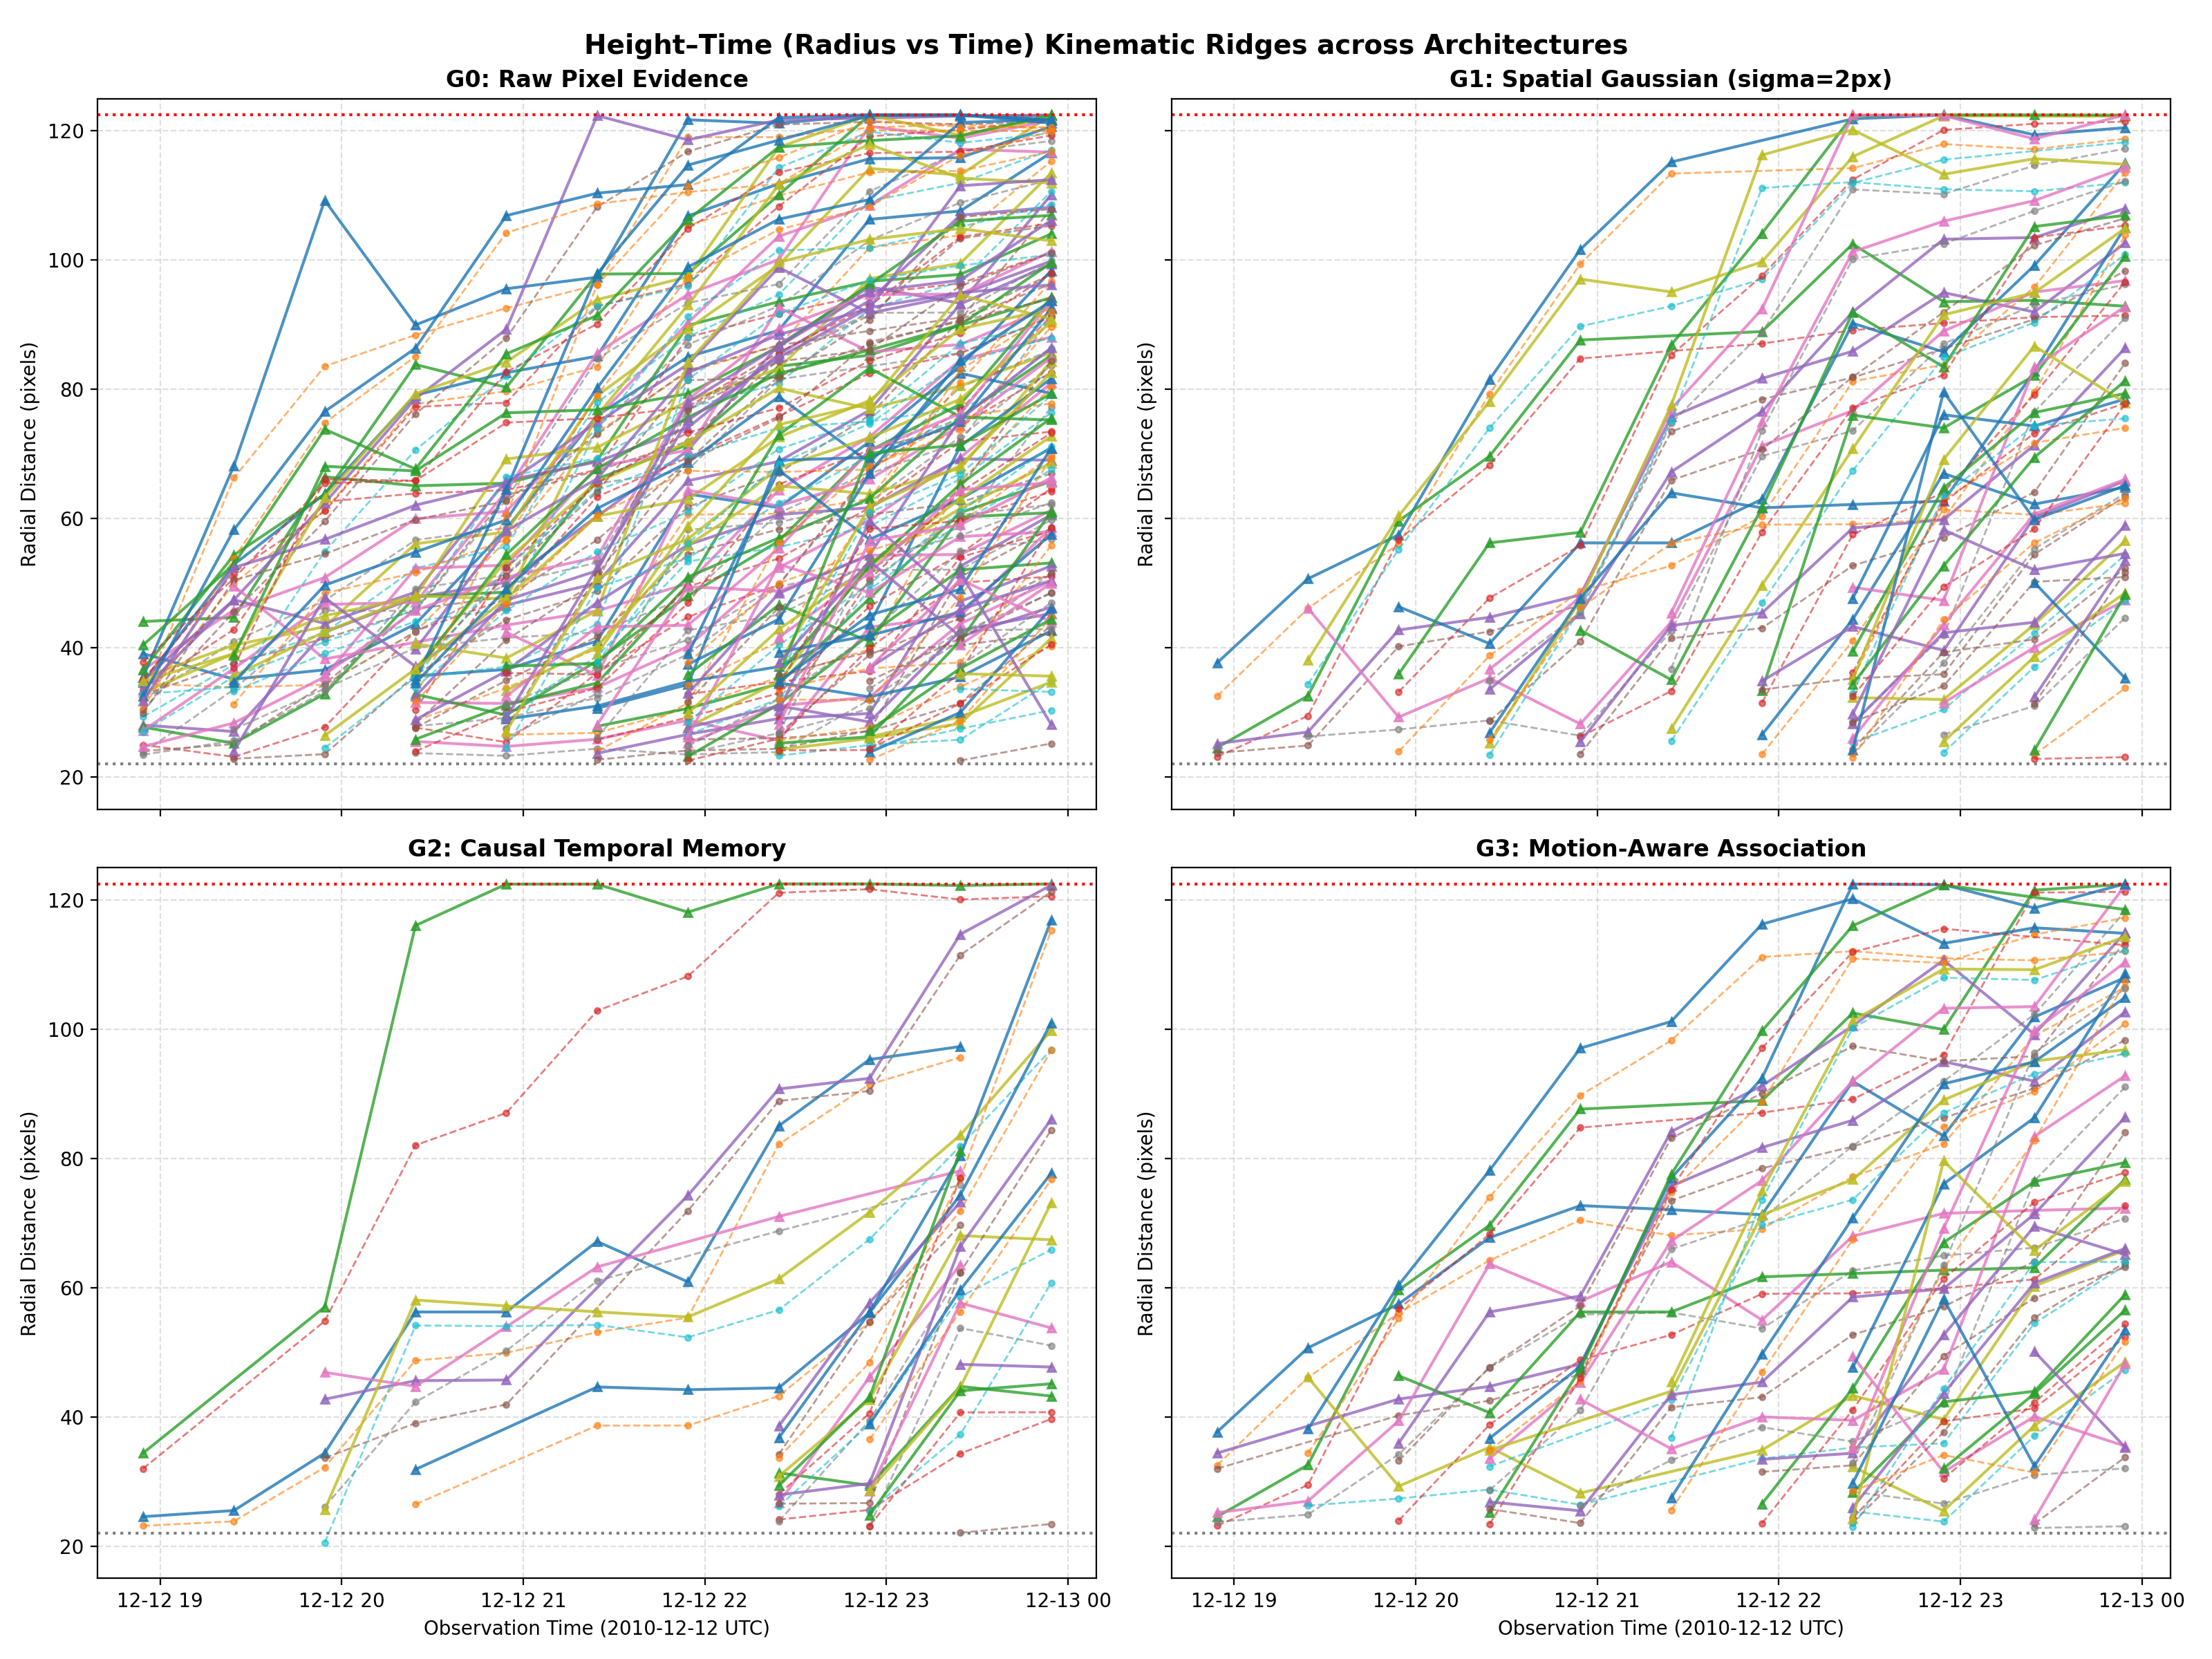 Height–Time (Radius vs Time) Kinematic Ridges across Architectures
G0: Raw Pixel Evidence
G1: Spatial Gaussian (sigma=2px)
Radial Distance (pixels)
120
100
80
60
40
20
Radial Distance (pixels)
G2: Causal Temporal Memory
G3: Motion-Aware Association
Radial Distance (pixels)
120
100
80
60
40
20
Radial Distance (pixels)
12-12 19
12-12 20
12-12 21
12-12 22
12-12 23
12-13 00
Observation Time (2010-12-12 UTC)
12-12 19
12-12 20
12-12 21
12-12 22
12-12 23
12-13 00
Observation Time (2010-12-12 UTC)